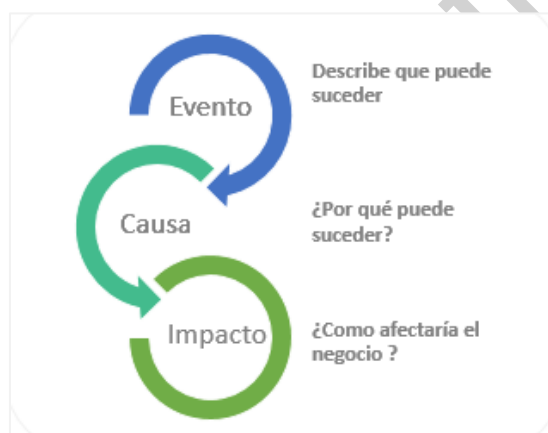 Evento
Describe que puede
suceder
Causa
¿Por qué puede
suceder?
Impacto
¿Como afectaría el
negocio ?